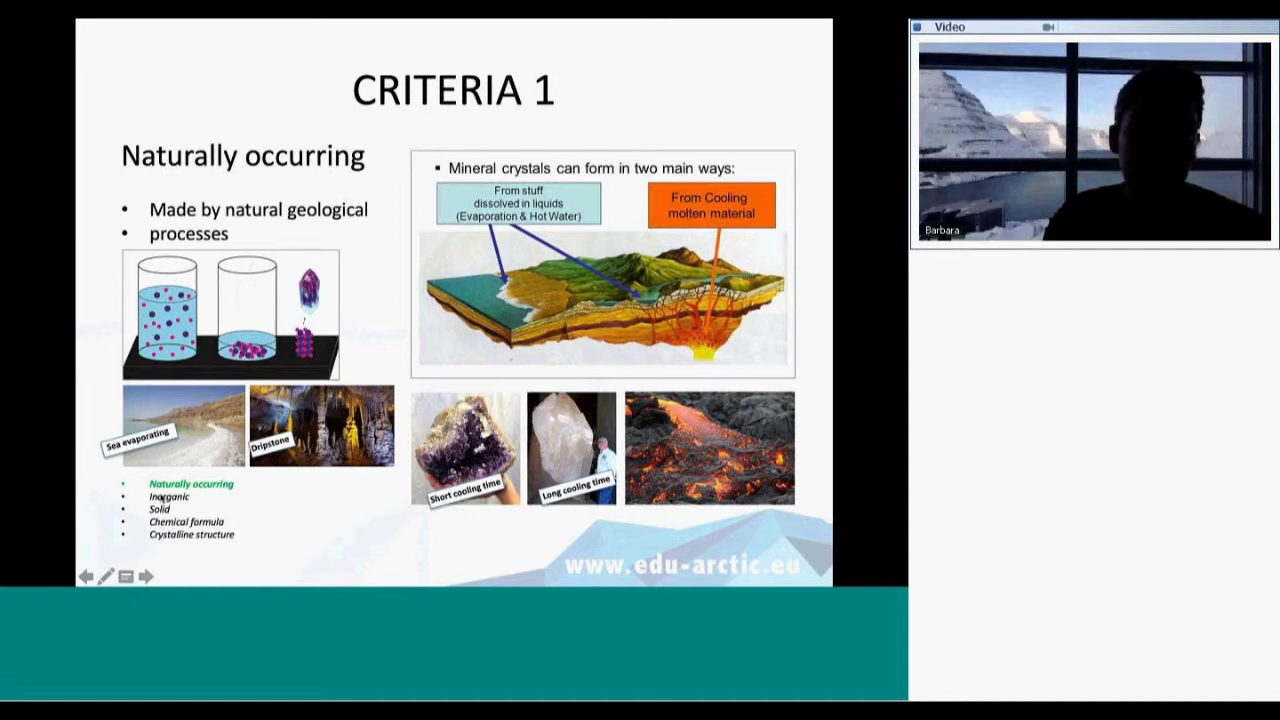 CRITERIA 1
Naturally occurring
• Made by natural geological
• processes
Sea evaporating
Dripstone
• Naturally occurring
• Inorganic
• Solid
• Chemical formula
• Crystalline structure
▪ Mineral crystals can form in two main ways:
From stuff
dissolved in liquids
(Evaporation & Hot Water)
From Cooling
molten material
Short cooling time
Long cooling time
www.edu-arctic.eu
Video
Barbara